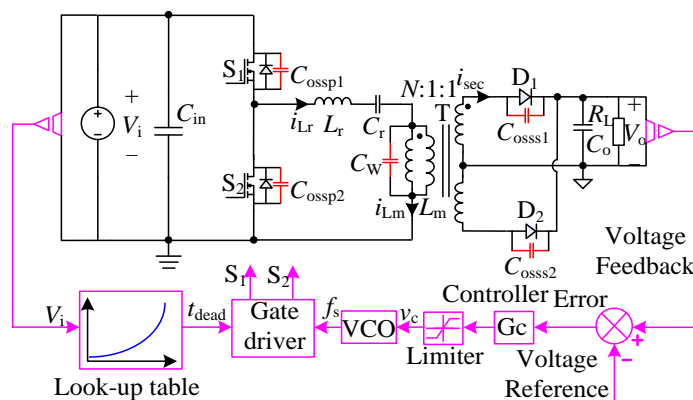 S1
Cossp1
N:1:1
isec
D1
T
+
Vi
−
Cin
iLr
Lr
Cr
Cosss1
RL
Co
+
Vo
−
CW
S2
Cossp2
iLm
Lm
D2
Cosss2
Voltage
Feedback
S1
S2
Vi
tdead
Gate
driver
fs
VCO
vc
Limiter
Controller
Gc
Error
+
−
Look-up table
Voltage
Reference